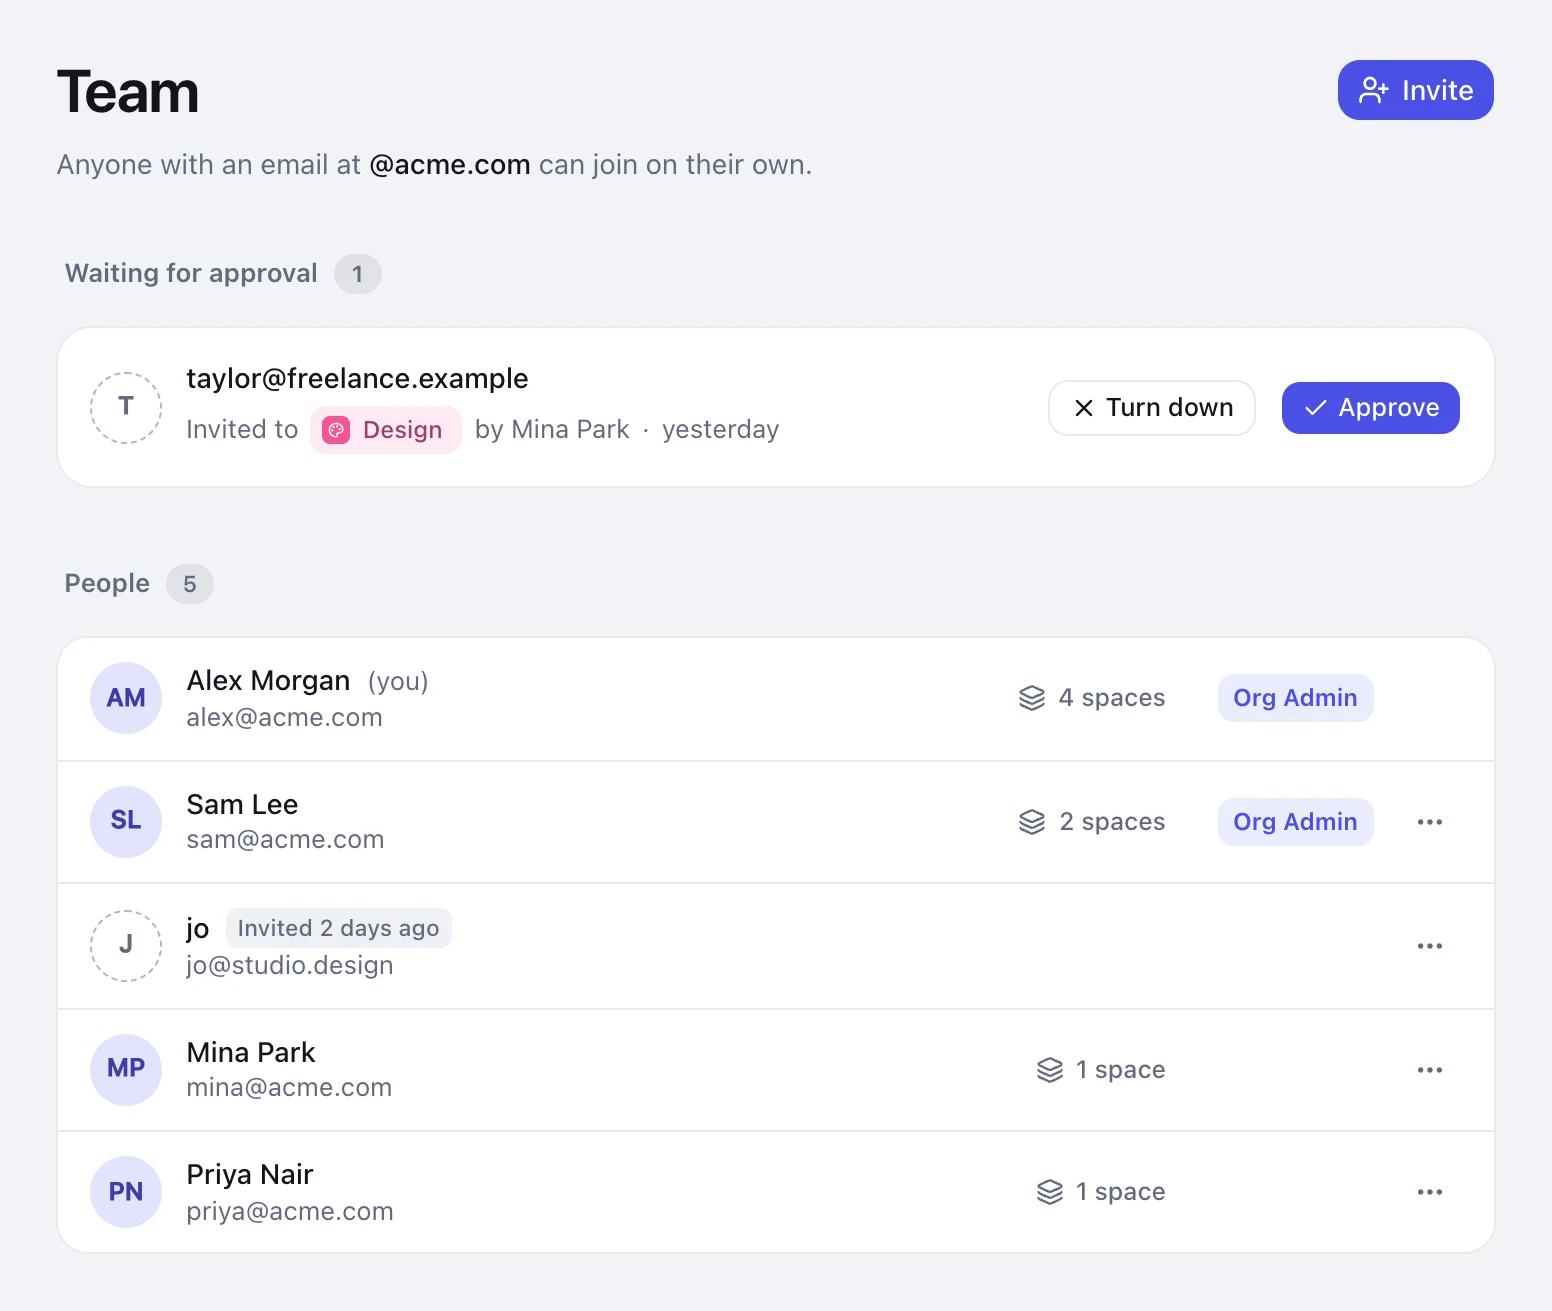 Team
Invite
Anyone with an email at @acme.com can join on their own.
Waiting for approval 1
T
taylor@freelance.example
Invited to Design by Mina Park · yesterday
Turn down
Approve
People 5
AM
Alex Morgan (you)
alex@acme.com
4 spaces
Org Admin
SL
Sam Lee
sam@acme.com
2 spaces
Org Admin
J
jo Invited 2 days ago
jo@studio.design
MP
Mina Park
mina@acme.com
1 space
PN
Priya Nair
priya@acme.com
1 space